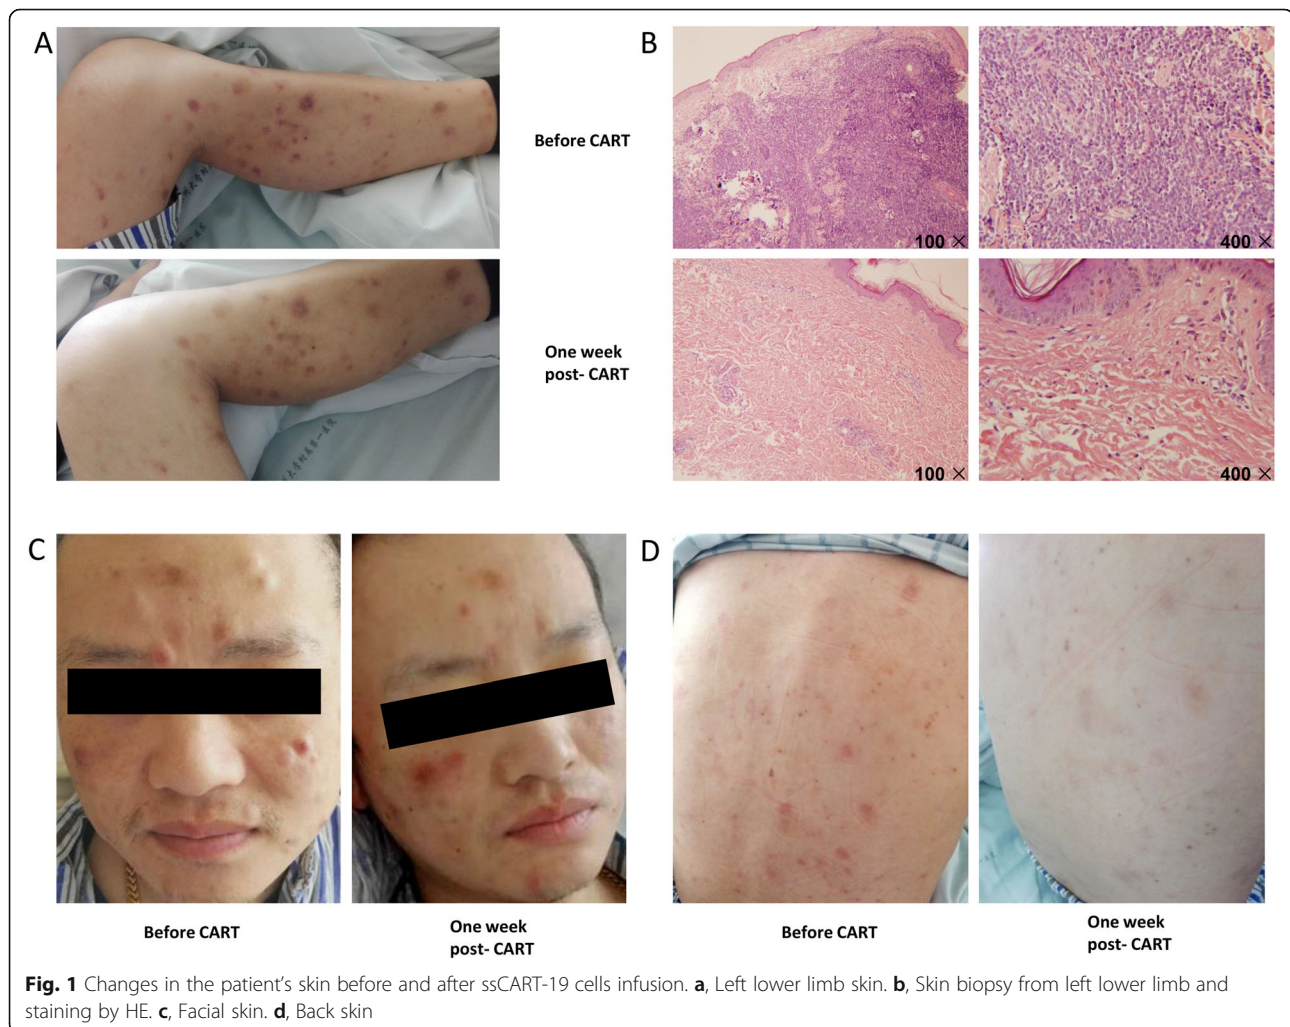 A
B
Before CART
100 ×
400 ×
One week
post- CART
100 ×
400 ×
C
D
Before CART
One week
post- CART
Before CART
One week
post- CART
Fig. 1 Changes in the patient's skin before and after ssCART-19 cells infusion. a, Left lower limb skin. b, Skin biopsy from left lower limb and
staining by HE. c, Facial skin. d, Back skin